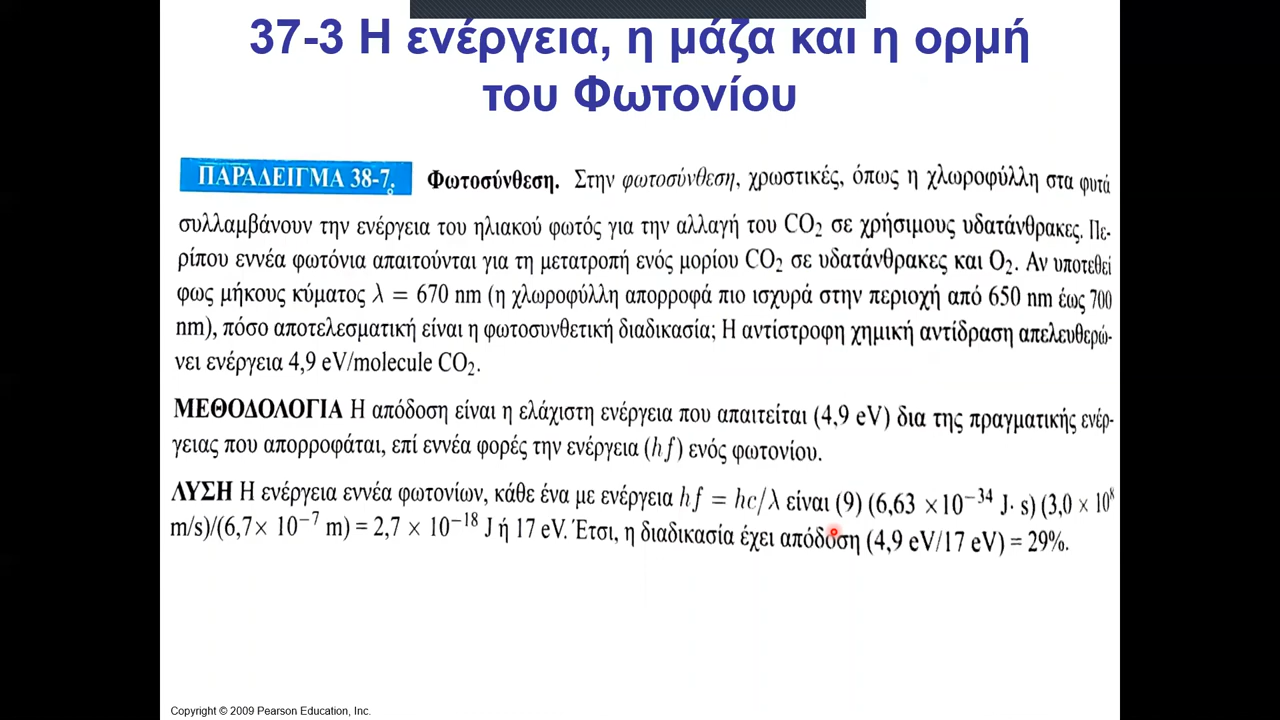 37-3 Η ενέργεια, η μάζα και η ορμή
του Φωτονίου
ΠΑΡΑΔΕΙΓΜΑ 38-7 Φωτοσύνθεση. Στην φωτοσύνθεση, χρωστικές, όπως η χλωροφύλλη στα φυτά
συλλαμβάνουν την ενέργεια του ηλιακού φωτός για την αλλαγή του CO₂ σε χρήσιμους υδατάνθρακες. Πε-
ρίπου εννέα φωτόνια απαιτούνται για τη μετατροπή ενός μορίου CO₂ σε υδατάνθρακες και O₂. Αν υποτεθεί
φως μήκους κύματος λ = 670 nm (η χλωροφύλλη απορροφά πιο ισχυρά στην περιοχή από 650 nm έως 700
nm), πόσο αποτελεσματική είναι η φωτοσυνθετική διαδικασία; Η αντίστροφη χημική αντίδραση απελευθερώ-
νει ενέργεια 4,9 eV/molecule CO₂.
ΜΕΘΟΔΟΛΟΓΙΑ Η απόδοση είναι η ελάχιστη ενέργεια που απαιτείται (4,9 eV) δια της πραγματικής ενέρ-
γειας που απορροφάται, επί εννέα φορές την ενέργεια (hf) ενός φωτονίου.
ΛΥΣΗ Η ενέργεια εννέα φωτονίων, κάθε ένα με ενέργεια hf = hc/λ είναι (9) (6,63 ×10⁻³⁴ J· s) (3,0 × 10⁸
m/s)/(6,7× 10⁻⁷ m) = 2,7 × 10⁻¹⁸ J ή 17 eV. Έτσι, η διαδικασία έχει απόδοση (4,9 eV/17 eV) = 29%.
Copyright © 2009 Pearson Education, Inc.